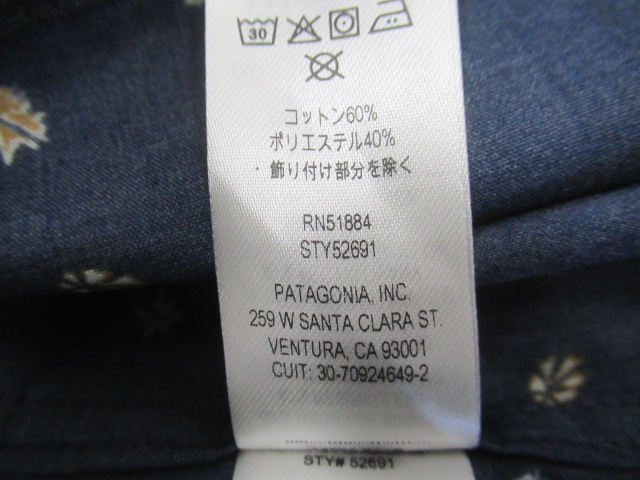 30
コットン60%
ポリエステル40%
・飾り付け部分を除く
RN51884
STY52691
PATAGONIA, INC.
259 W SANTA CLARA ST.
VENTURA, CA 93001
CUIT: 30-70924649-2
STY# 52691